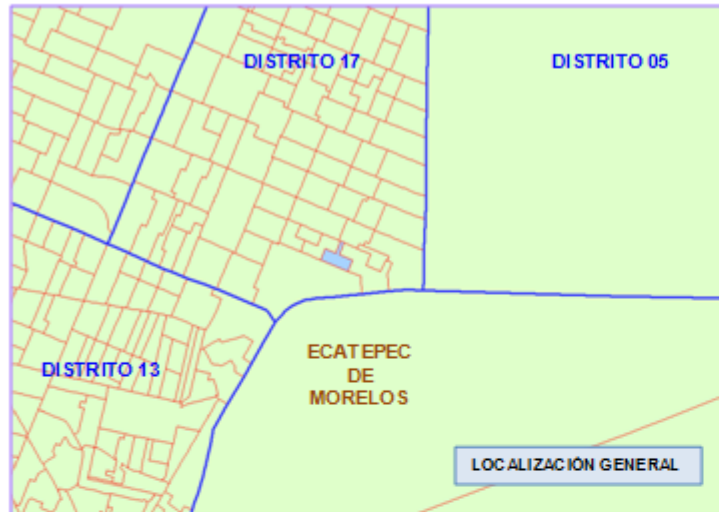 DISTRITO 17
DISTRITO 05
ECATEPEC
DE
MORELOS
DISTRITO 13
LOCALIZACIÓN GENERAL